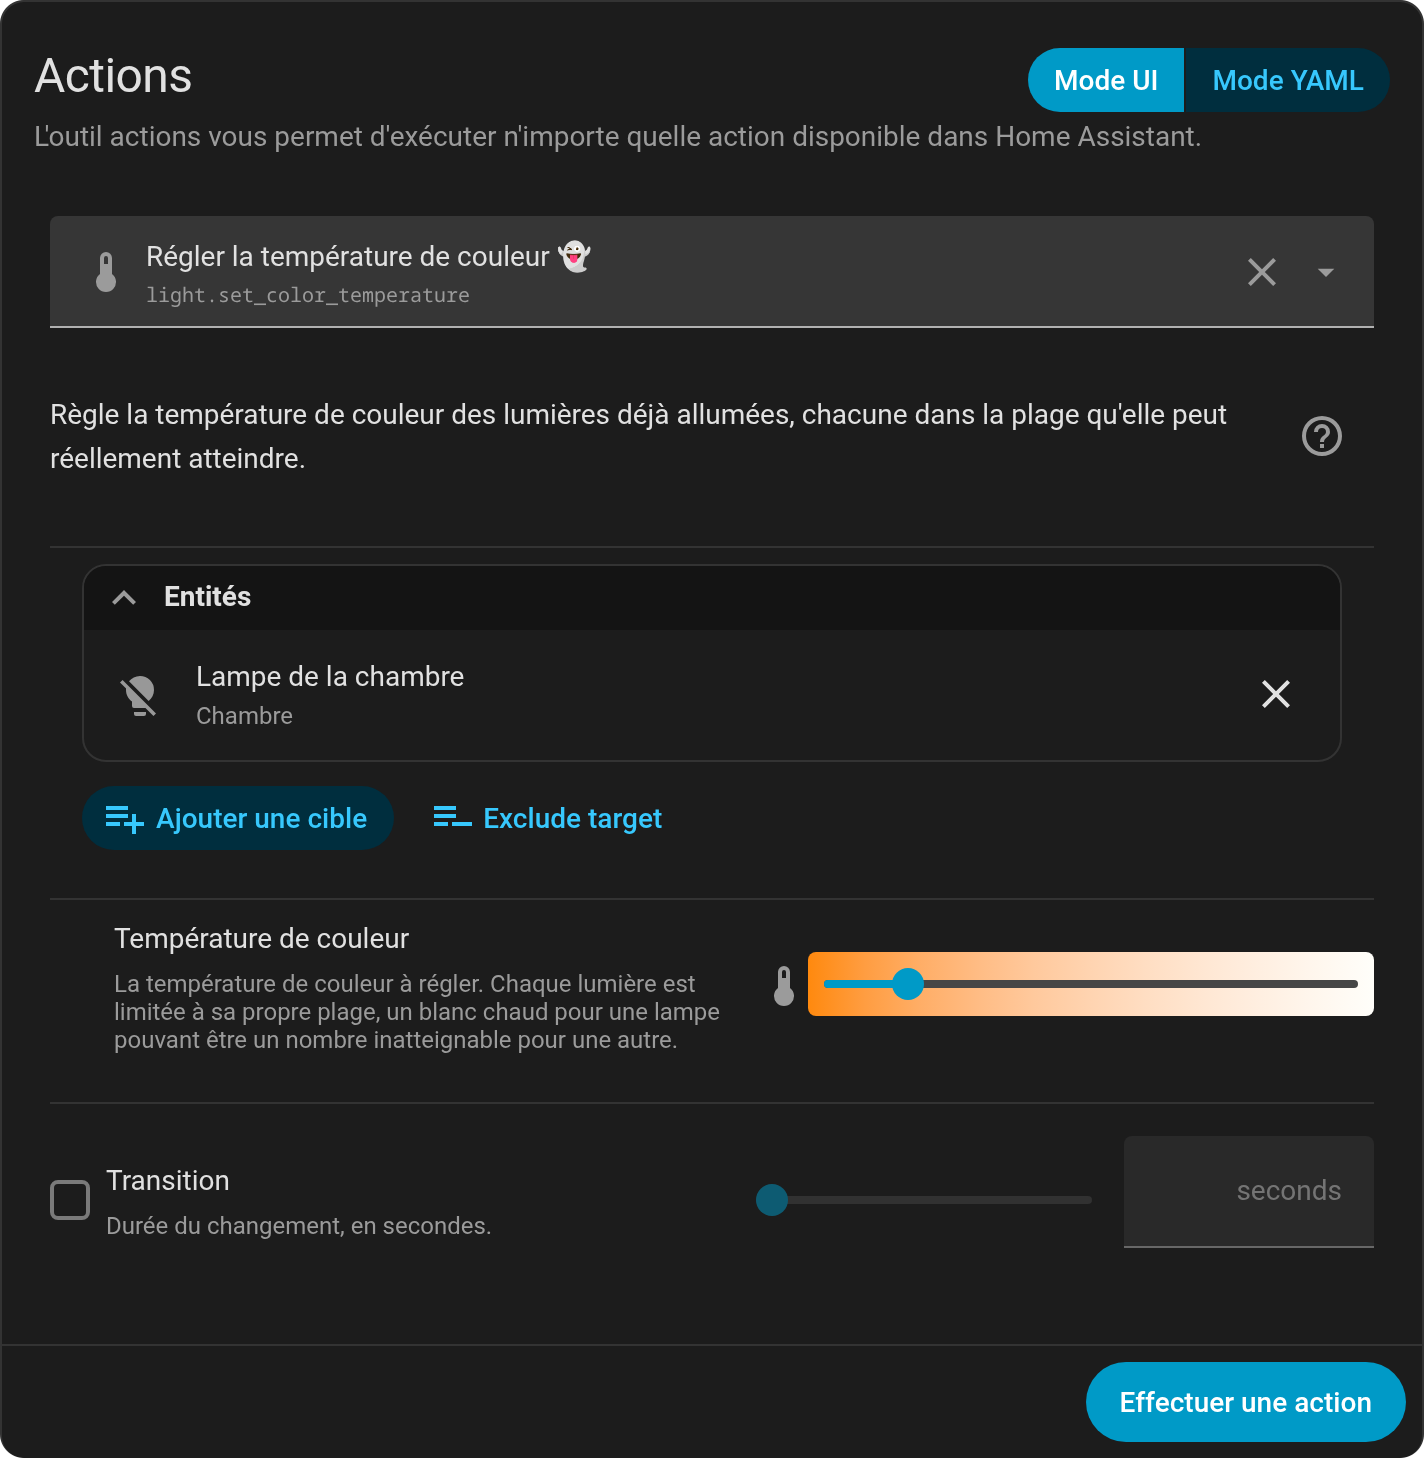 Actions
Mode UI
Mode YAML
L'outil actions vous permet d'exécuter n'importe quelle action disponible dans Home Assistant.
Régler la température de couleur 👻
light.set_color_temperature
Règle la température de couleur des lumières déjà allumées, chacune dans la plage qu'elle peut
réellement atteindre.
Entités
Lampe de la chambre
Chambre
Ajouter une cible
Exclude target
Température de couleur
La température de couleur à régler. Chaque lumière est
limitée à sa propre plage, un blanc chaud pour une lampe
pouvant être un nombre inatteignable pour une autre.
Transition
Durée du changement, en secondes.
seconds
Effectuer une action